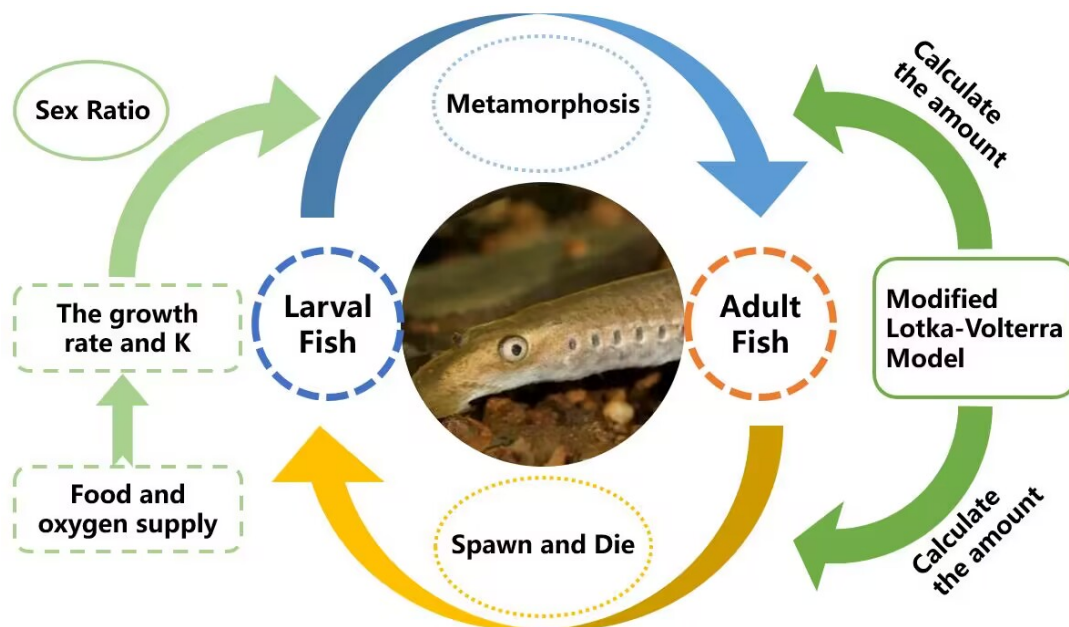 Sex Ratio
Metamorphosis
Calculate
the amount
The growth
rate and K
Larval
Fish
Adult
Fish
Modified
Lotka-Volterra
Model
Food and
oxygen supply
Spawn and Die
Calculate
the amount